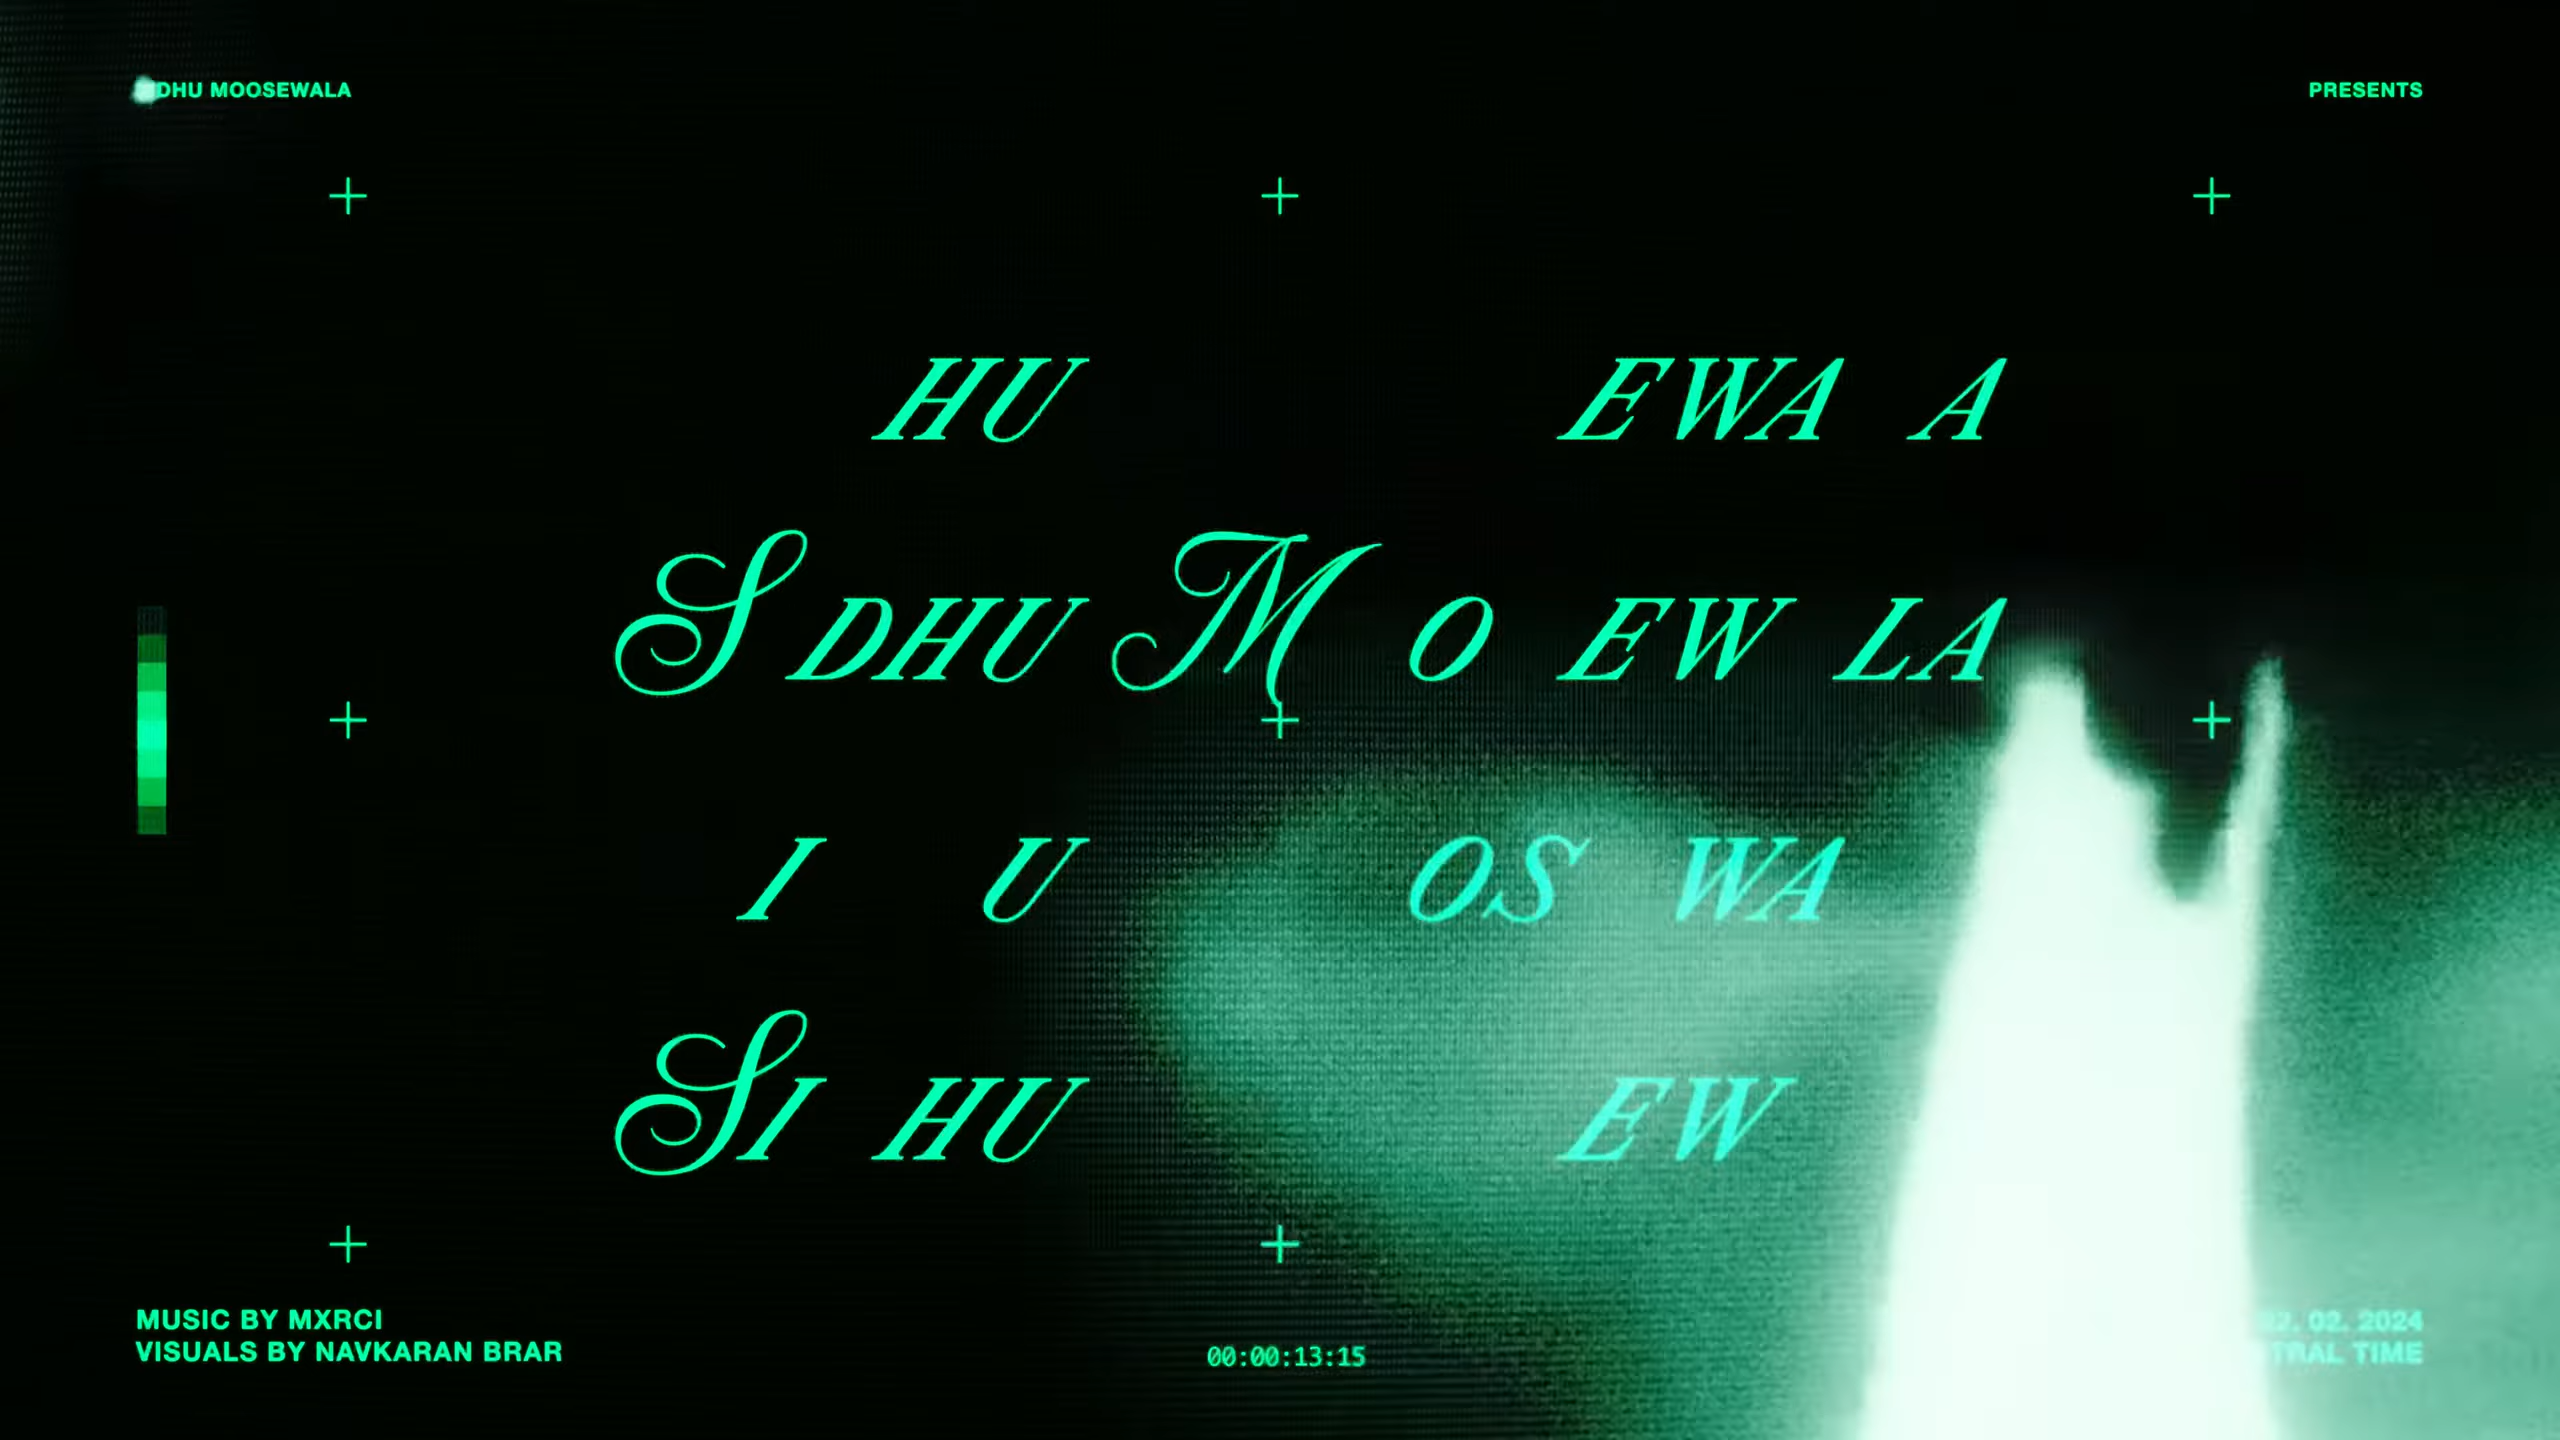 DHU MOOSEWALA
PRESENTS
HU EWA A
S DHU M O EW LA
I U OS WA
SI HU EW
MUSIC BY MXRCI
VISUALS BY NAVKARAN BRAR
00:00:13:15
02. 2024
TIME